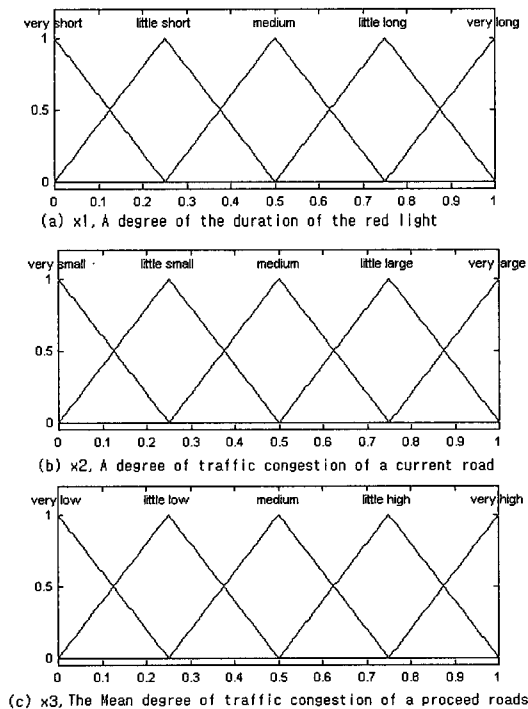 very short little short medium little long very long
1
0.5
0
0 0.1 0.2 0.3 0.4 0.5 0.6 0.7 0.8 0.9 1
(a) x1, A degree of the duration of the red light
very small little small medium little large very large
1
0.5
0
0 0.1 0.2 0.3 0.4 0.5 0.6 0.7 0.8 0.9 1
(b) x2, A degree of traffic congestion of a current road
very low little low medium little high very high
1
0.5
0
0 0.1 0.2 0.3 0.4 0.5 0.6 0.7 0.8 0.9 1
(c) x3, The Mean degree of traffic congestion of a proceed roads